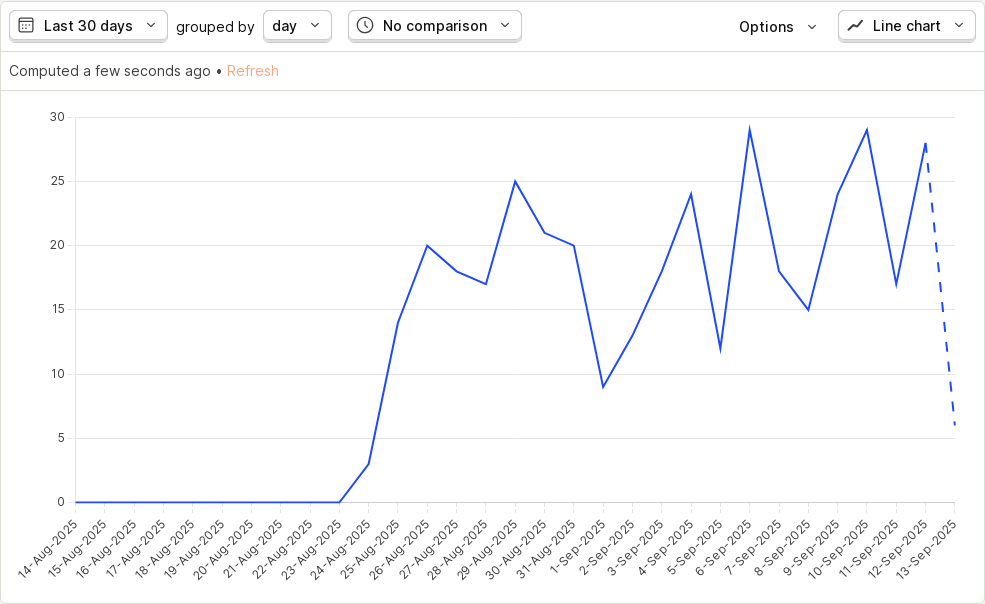 Last 30 days grouped by day No comparison Options Line chart
Computed a few seconds ago • Refresh
30
25
20
15
10
5
0
14-Aug-2025
15-Aug-2025
16-Aug-2025
17-Aug-2025
18-Aug-2025
19-Aug-2025
20-Aug-2025
21-Aug-2025
22-Aug-2025
23-Aug-2025
24-Aug-2025
25-Aug-2025
26-Aug-2025
27-Aug-2025
28-Aug-2025
29-Aug-2025
30-Aug-2025
31-Aug-2025
1-Sep-2025
2-Sep-2025
3-Sep-2025
4-Sep-2025
5-Sep-2025
6-Sep-2025
7-Sep-2025
8-Sep-2025
9-Sep-2025
10-Sep-2025
11-Sep-2025
12-Sep-2025
13-Sep-2025